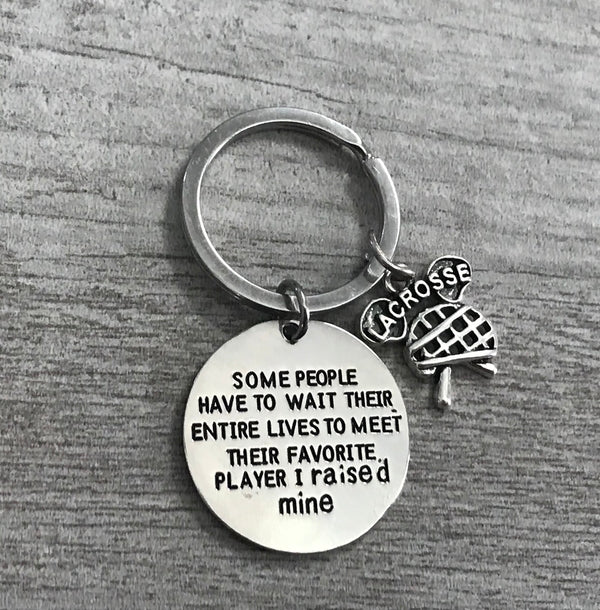 LACROSSE
SOME PEOPLE
HAVE TO WAIT THEIR
ENTIRE LIVES TO MEET
THEIR FAVORITE
PLAYER I raised
mine